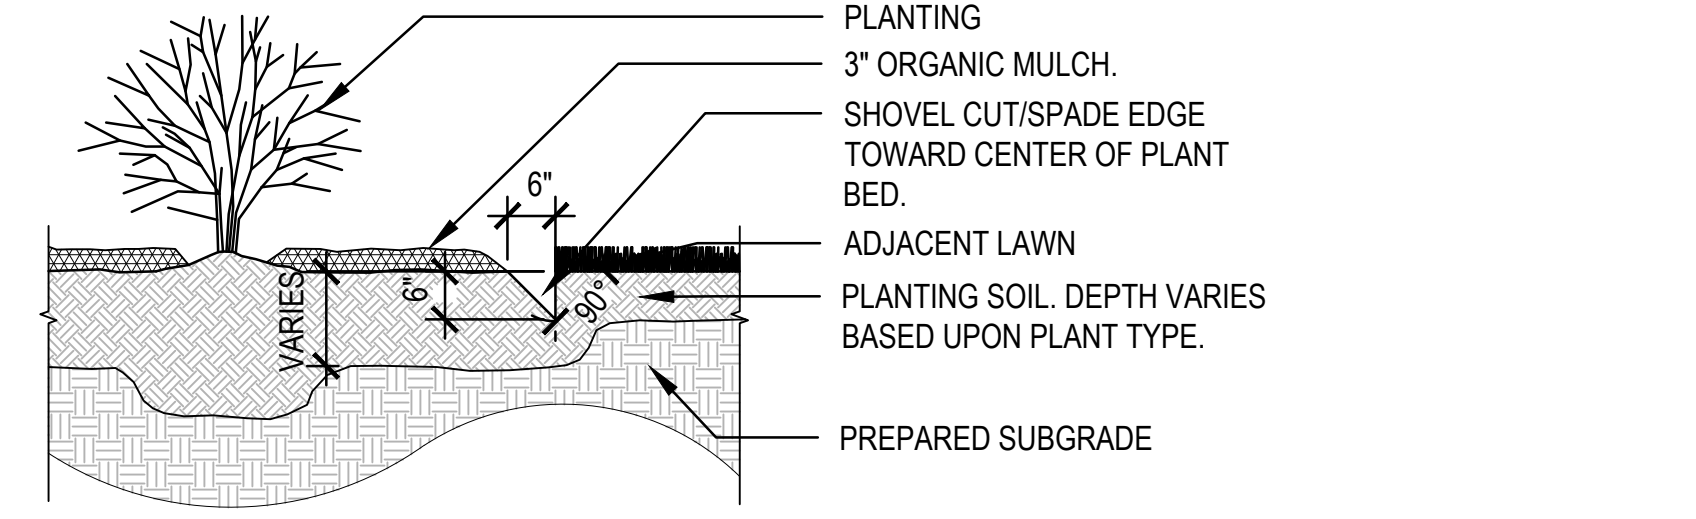 PLANTING
3" ORGANIC MULCH.
SHOVEL CUT/SPADE EDGE
TOWARD CENTER OF PLANT
BED.
6"
ADJACENT LAWN
VARIES
6"
90°
PLANTING SOIL. DEPTH VARIES
BASED UPON PLANT TYPE.
PREPARED SUBGRADE